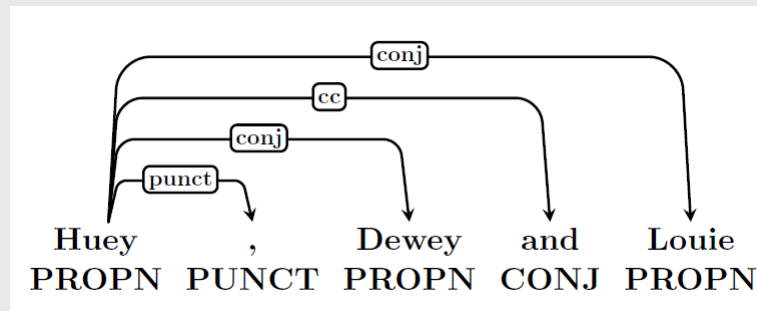 conj
cc
conj
punct
Huey , Dewey and Louie
PROPN PUNCT PROPN CONJ PROPN